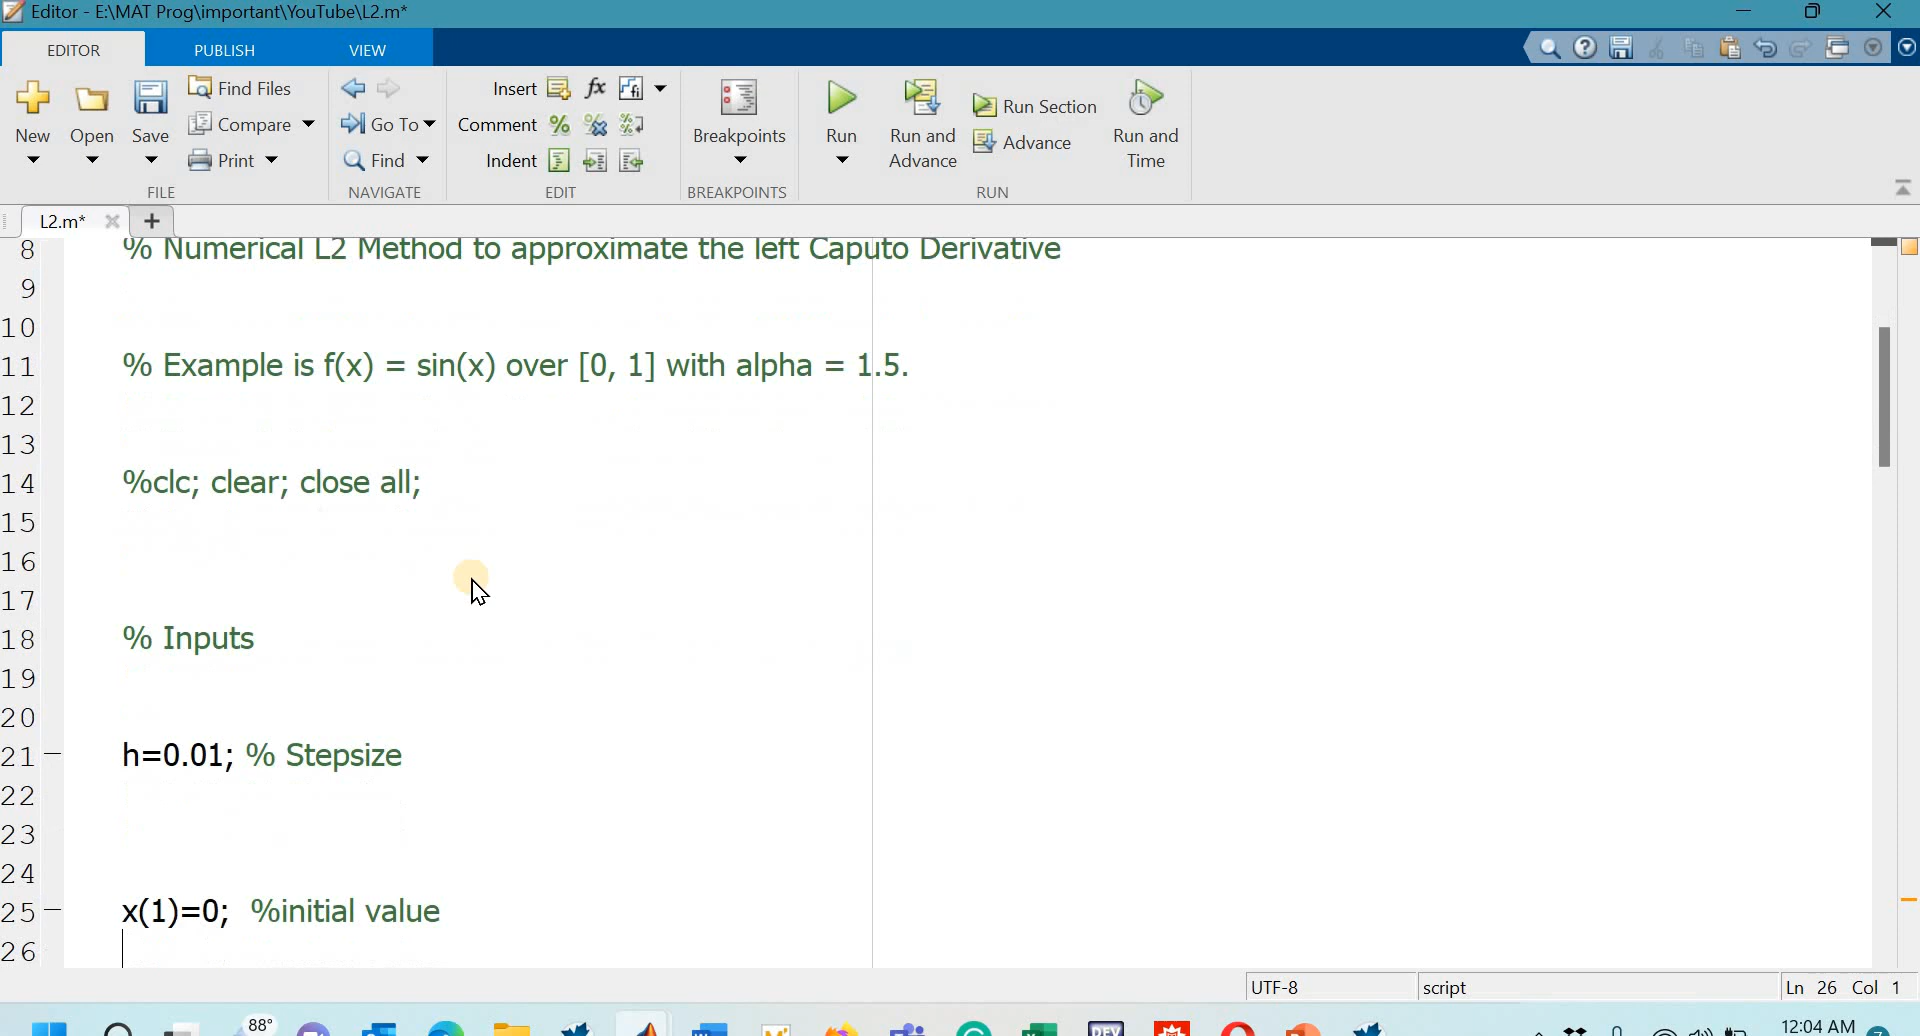 Editor - E:\MAT Prog\important\YouTube\L2.m*
EDITOR PUBLISH VIEW
New Open Save Find Files Compare Print
FILE
Go To Find
NAVIGATE
Insert fx
Comment
Indent
EDIT
Breakpoints
BREAKPOINTS
Run Run and Advance Run Section Advance Run and Time
RUN
L2.m*
8 % Numerical L2 Method to approximate the left Caputo Derivative
9
10
11 % Example is f(x) = sin(x) over [0, 1] with alpha = 1.5.
12
13
14 %clc; clear; close all;
15
16
17
18 % Inputs
19
20
21 h=0.01; % Stepsize
22
23
24
25 x(1)=0; %initial value
26
UTF-8 script Ln 26 Col 1
88° DEV 12:04 AM